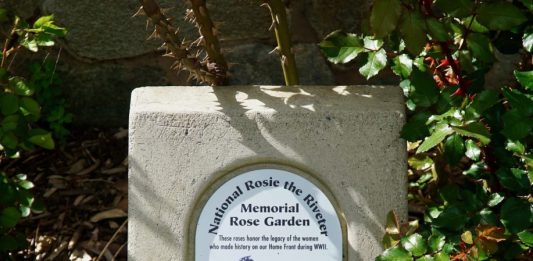 National Rosie the Riveter
Memorial
Rose Garden
These roses honor the legacy of the women
who made history on our Home Front during WWII.